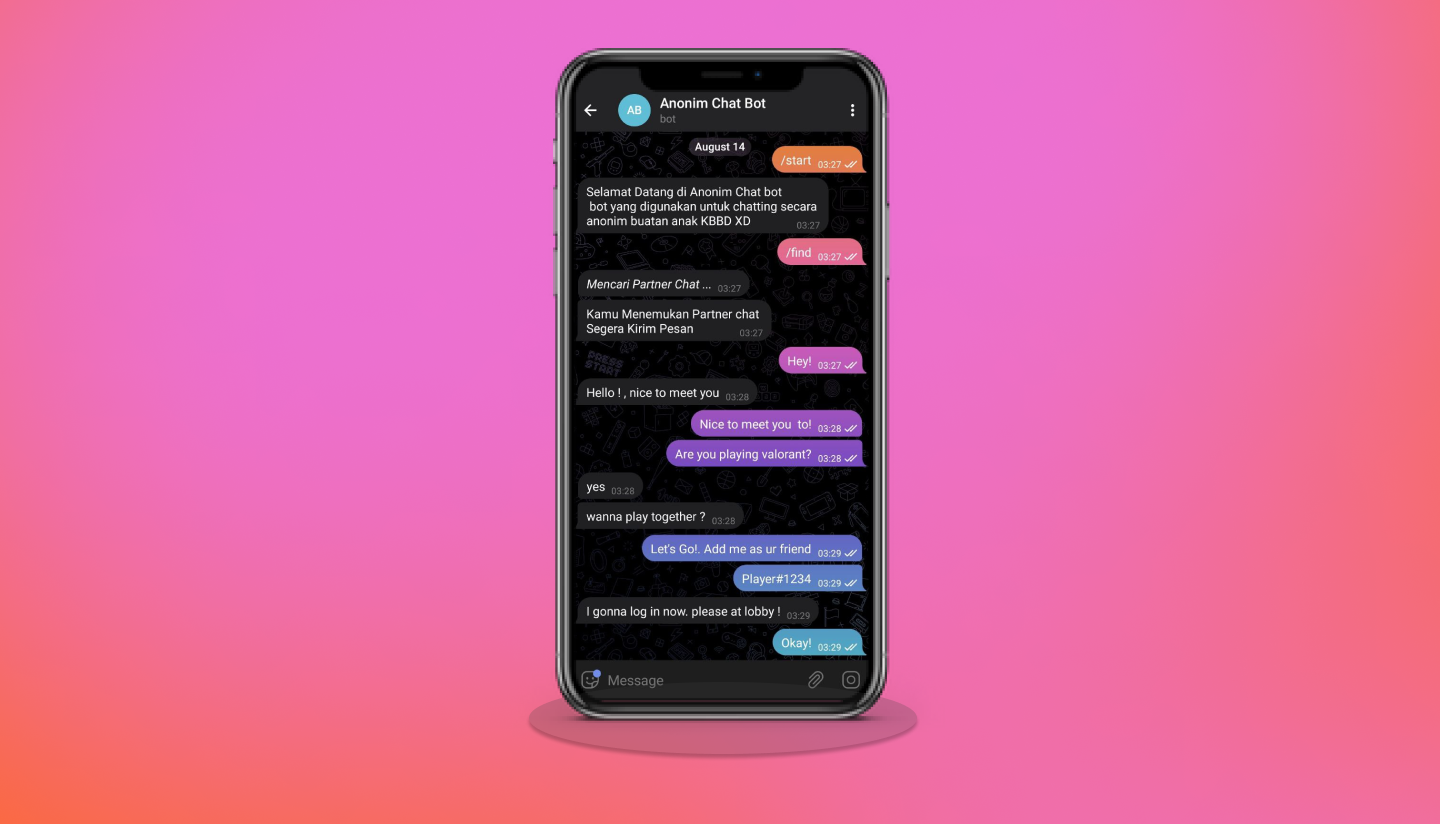 AB
Anonim Chat Bot
bot
August 14
/start 03:27
Selamat Datang di Anonim Chat bot
bot yang digunakan untuk chatting secara
anonim buatan anak KBBD XD 03:27
/find 03:27
Mencari Partner Chat ... 03:27
Kamu Menemukan Partner chat
Segera Kirim Pesan 03:27
PRESS
START
Hey! 03:27
Hello ! , nice to meet you 03:28
Nice to meet you  to! 03:28
Are you playing valorant? 03:28
yes 03:28
wanna play together ? 03:28
Let's Go!. Add me as ur friend 03:29
Player#1234 03:29
I gonna log in now. please at lobby ! 03:29
Okay! 03:29
Message